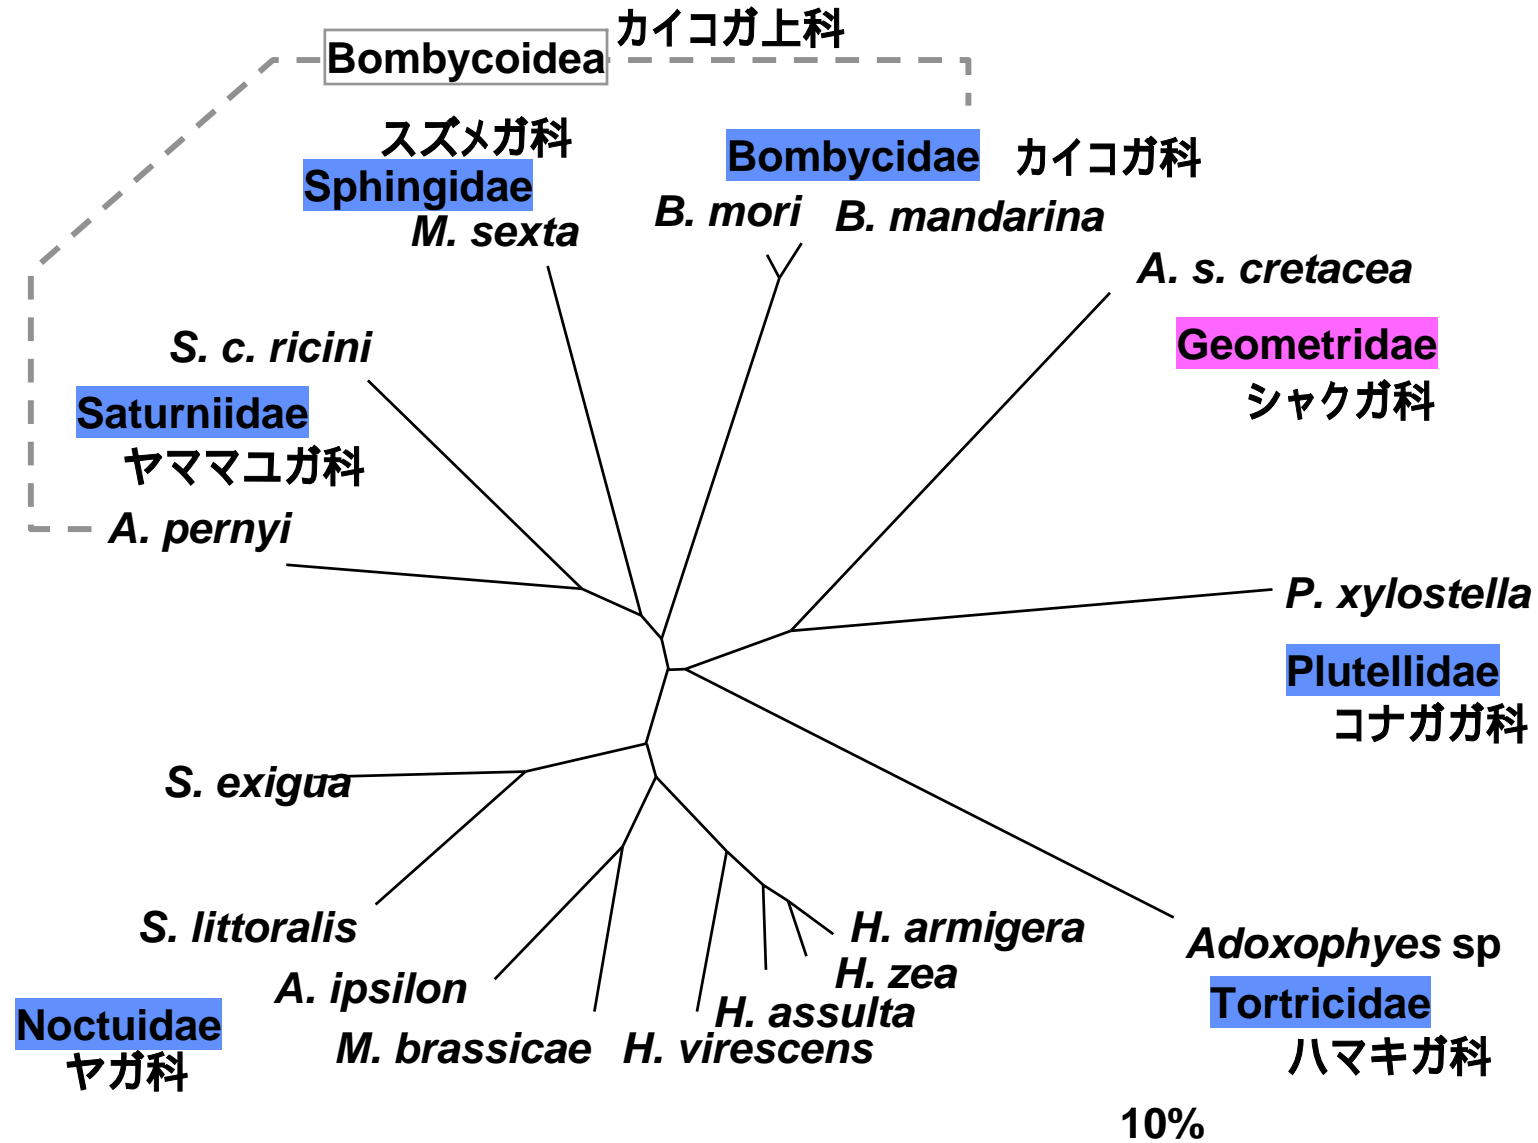 カイコガ上科
Bombycoidea
スズメガ科
Sphingidae
M. sexta
Bombycidae カイコガ科
B. mori
B. mandarina
A. s. cretacea
Geometridae
シャクガ科
S. c. ricini
Saturniidae
ヤママユガ科
A. pernyi
P. xylostella
Plutellidae
コナガガ科
S. exigua
S. littoralis
A. ipsilon
M. brassicae
H. virescens
H. assulta
H. zea
H. armigera
Noctuidae
ヤガ科
Adoxophyes sp
Tortricidae
ハマキガ科
10%